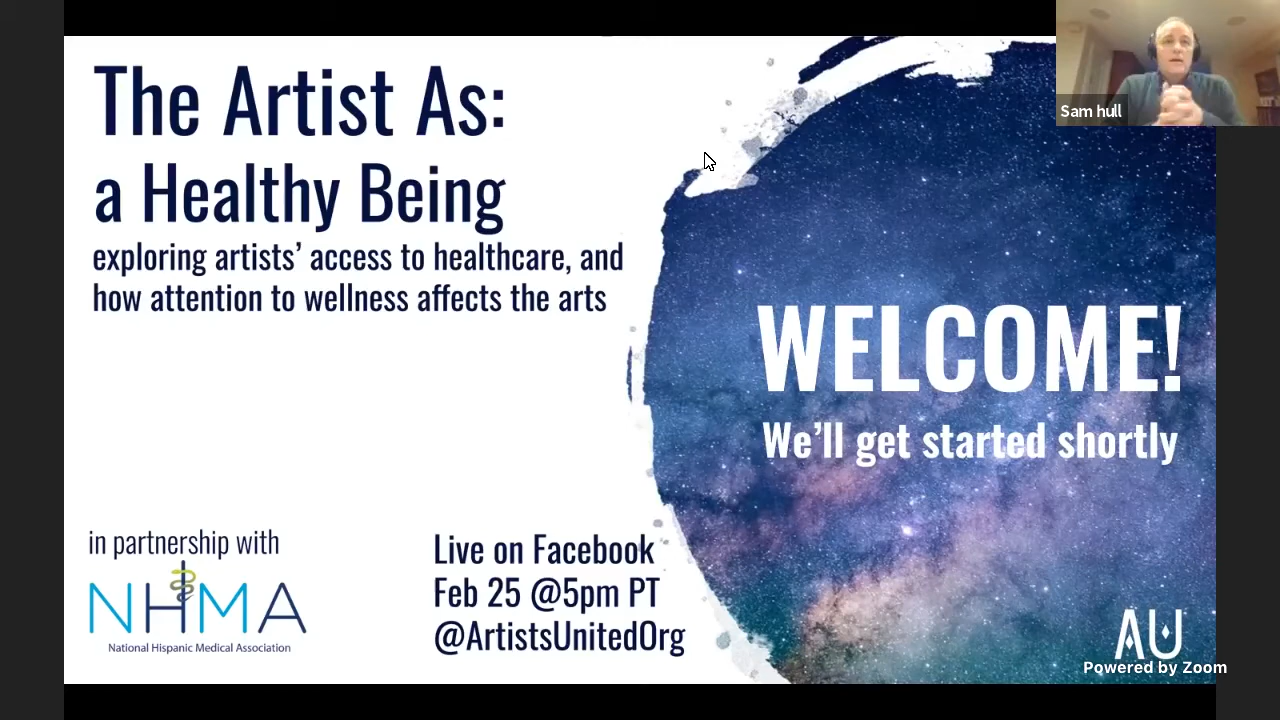 The Artist As:
a Healthy Being
exploring artists’ access to healthcare, and
how attention to wellness affects the arts
Sam hull
WELCOME!
We’ll get started shortly
in partnership with
NHMA
National Hispanic Medical Association
Live on Facebook
Feb 25 @5pm PT
@ArtistsUnitedOrg
AU
Powered by Zoom